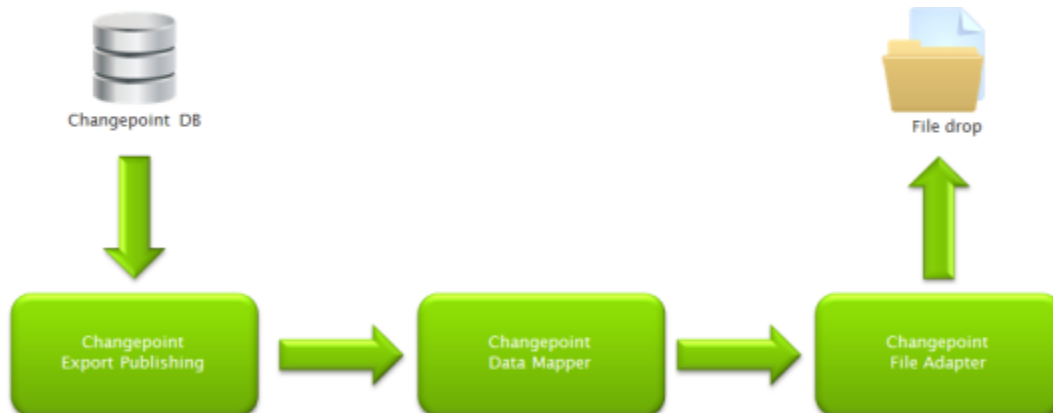 Changepoint DB
File drop
Changepoint
Export Publishing
Changepoint
Data Mapper
Changepoint
File Adapter